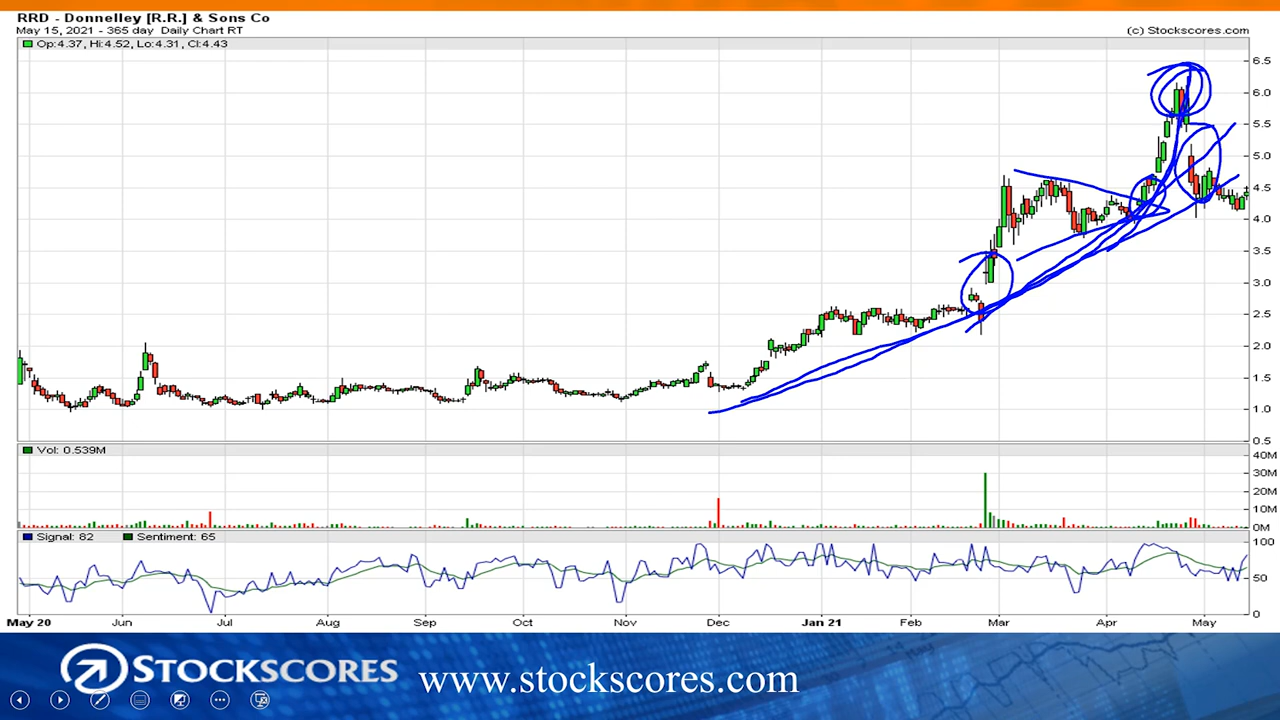 RRD - Donnelley [R.R.] & Sons Co
May 15, 2021 - 365 day Daily Chart RT
(c) Stockscores.com
Op:4.37, Hi:4.52, Lo:4.31, Cl:4.43
6.5
6.0
5.5
5.0
4.5
4.0
3.5
3.0
2.5
2.0
1.5
1.0
0.5
Vol: 0.539M
40M
30M
20M
10M
0M
Signal: 82 Sentiment: 65
100
50
0
May 20 Jun Jul Aug Sep Oct Nov Dec Jan 21 Feb Mar Apr May
STOCKSCORES www.stockscores.com